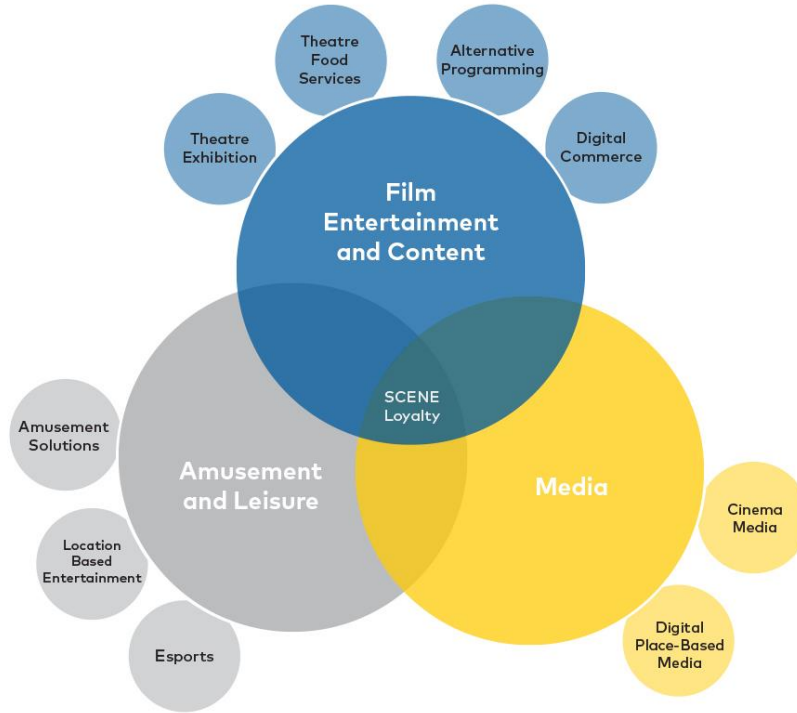 Theatre
Food
Services
Alternative
Programming
Theatre
Exhibition
Digital
Commerce
Film
Entertainment
and Content
SCENE
Loyalty
Amusement
Solutions
Amusement
and Leisure
Media
Cinema
Media
Location
Based
Entertainment
Digital
Place-Based
Media
Esports